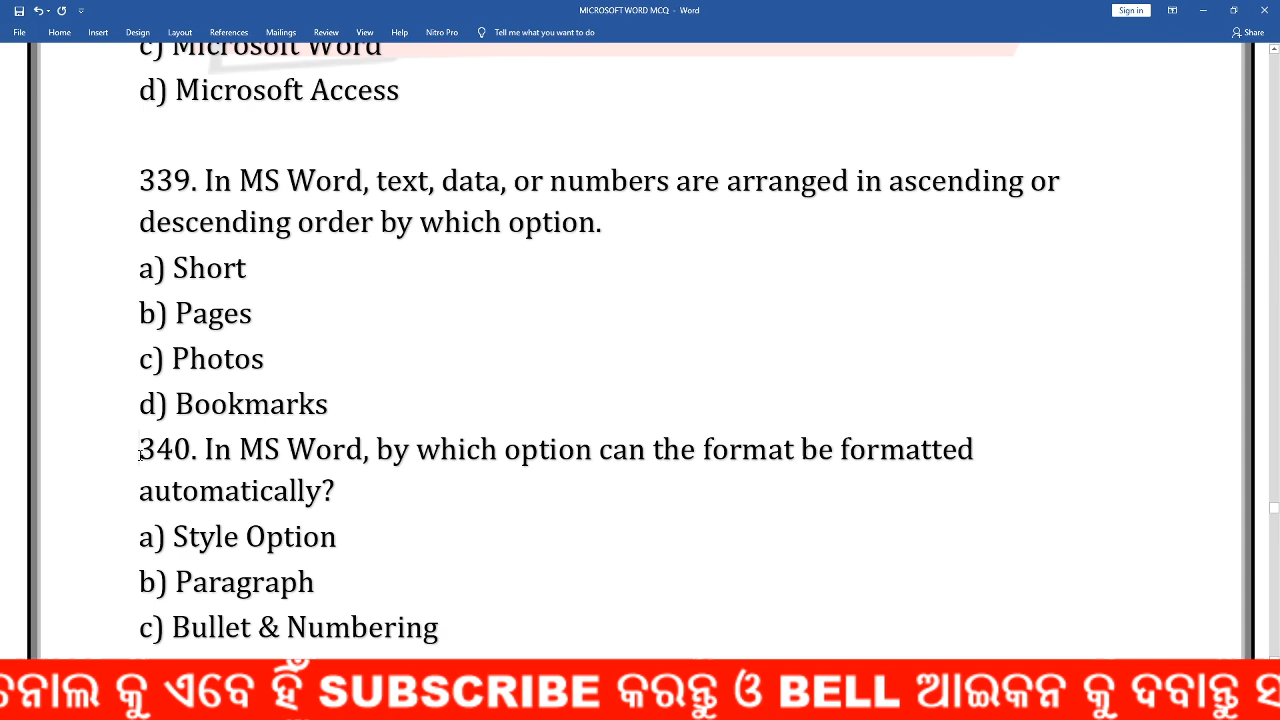 MICROSOFT WORD MCQ - Word
Sign in
File Home Insert Design Layout References Mailings Review View Help Nitro Pro Tell me what you want to do Share
c) Microsoft Word
d) Microsoft Access
339. In MS Word, text, data, or numbers are arranged in ascending or
descending order by which option.
a) Short
b) Pages
c) Photos
d) Bookmarks
340. In MS Word, by which option can the format be formatted
automatically?
a) Style Option
b) Paragraph
c) Bullet & Numbering
ନାଲ କୁ ଏବେ ହିଁ SUBSCRIBE କରନ୍ତୁ ଓ BELL ଆଇକନ କୁ ଦବାନ୍ତୁ